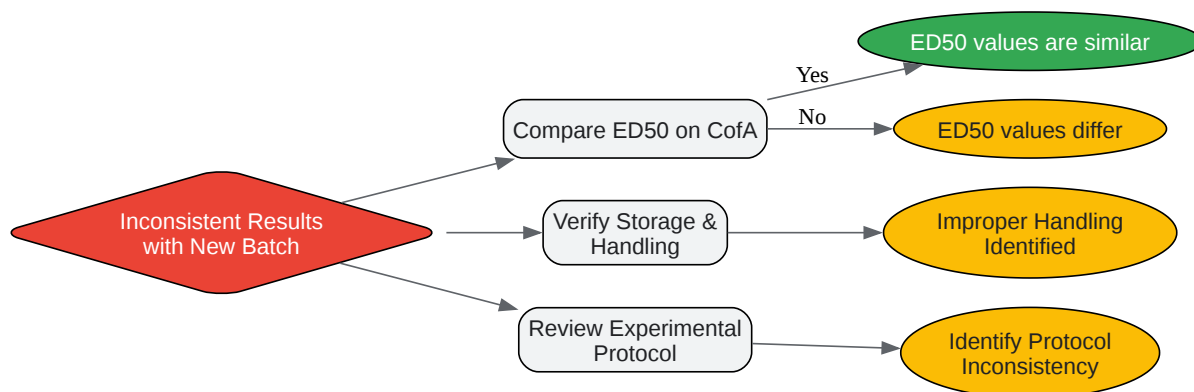 ED50 values are similar
Yes
Compare ED50 on CofA
No
ED50 values differ
Inconsistent Results
with New Batch
Verify Storage &
Handling
Improper Handling
Identified
Review Experimental
Protocol
Identify Protocol
Inconsistency